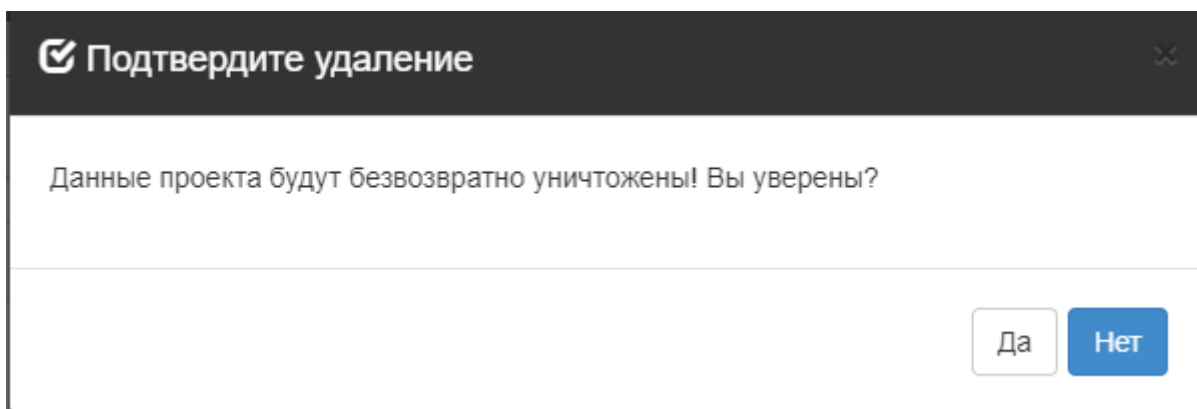 Подтвердите удаление
Данные проекта будут безвозвратно уничтожены! Вы уверены?
Да
Нет